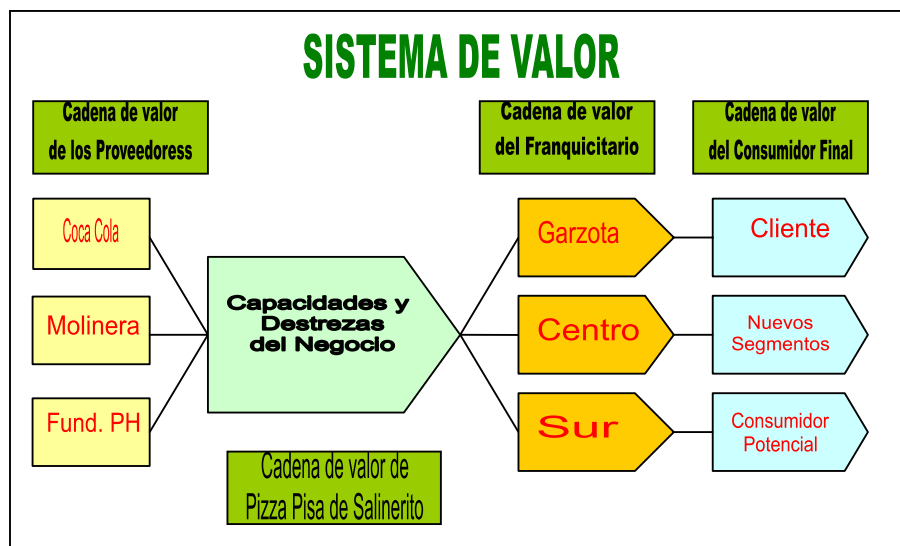 SISTEMA DE VALOR
Cadena de valor
de los Proveedoress
Cadena de valor
del Franquicitario
Cadena de valor
del Consumidor Final
Coca Cola
Molinera
Fund. PH
Capacidades y
Destrezas
del Negocio
Garzota
Centro
Sur
Cliente
Nuevos
Segmentos
Consumidor
Potencial
Cadena de valor de
Pizza Pisa de Salinerito